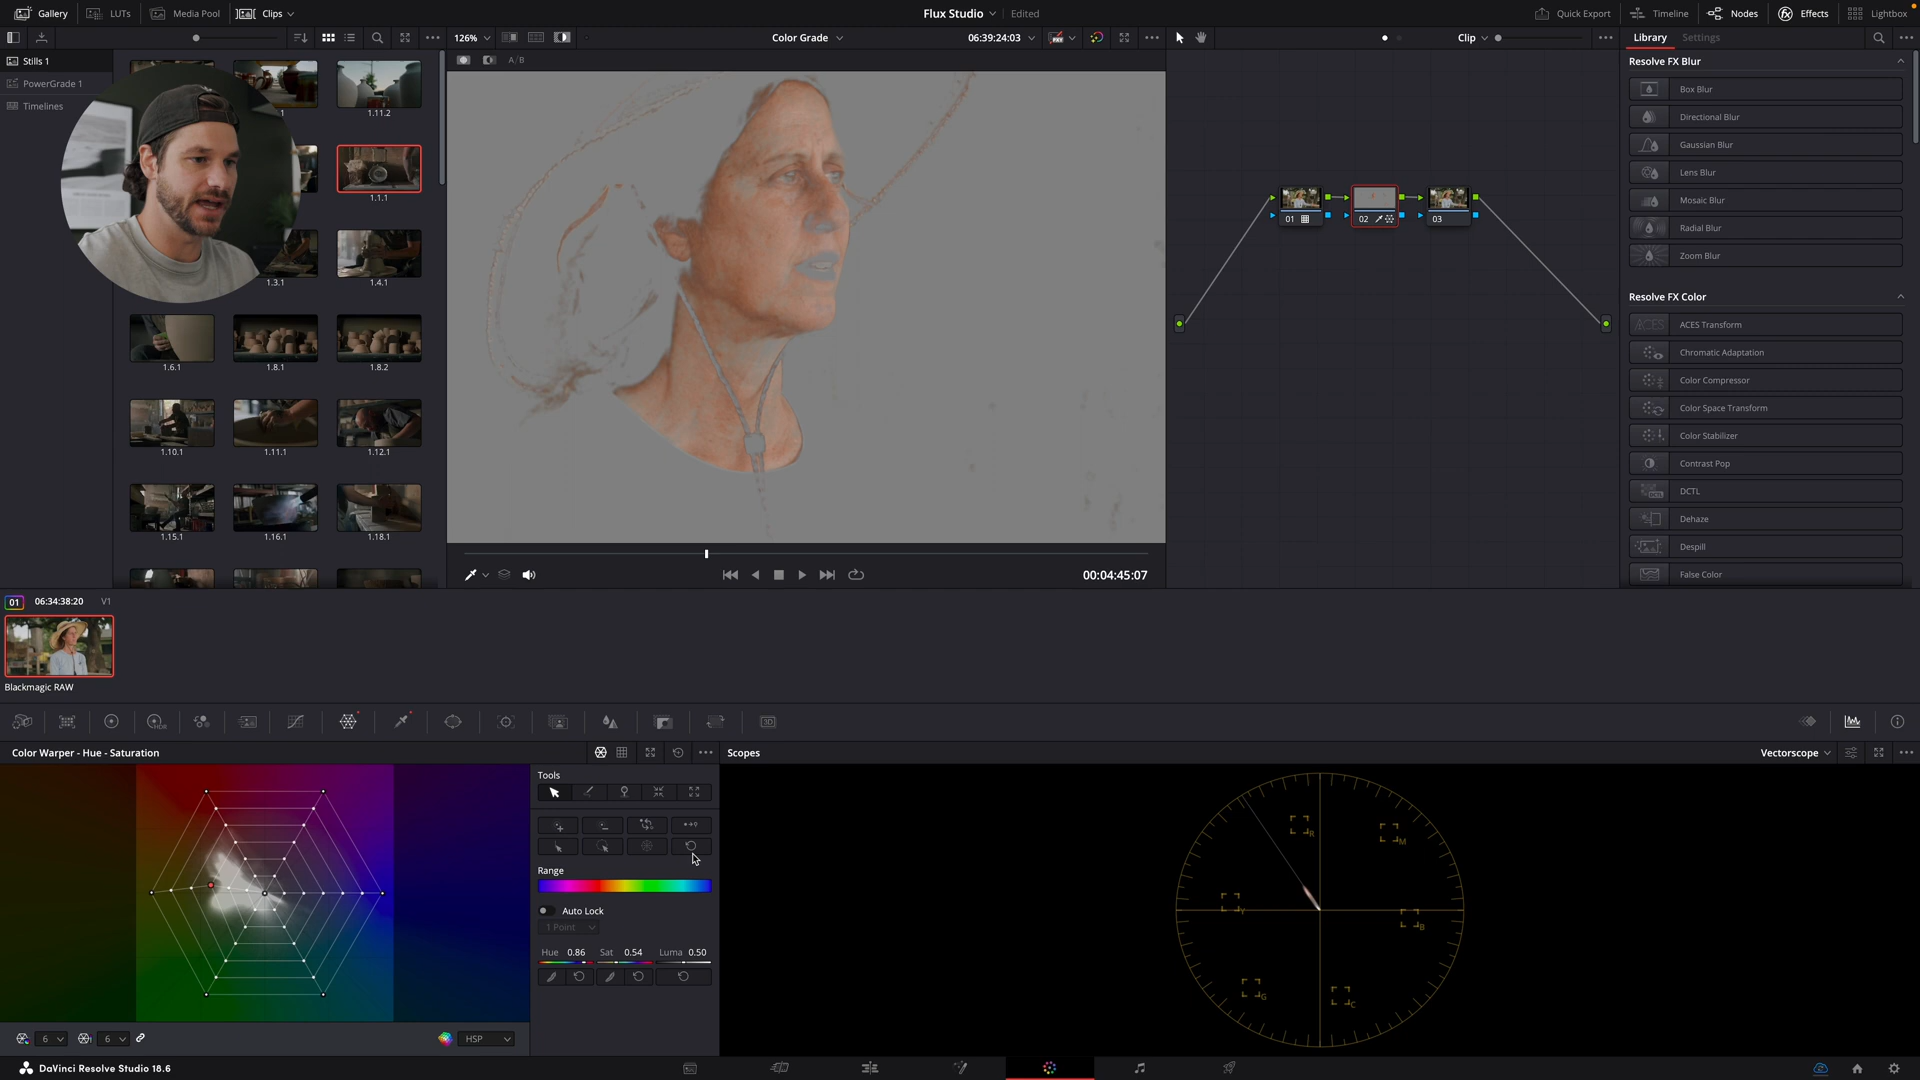 Gallery LUTs Media Pool Clips Flux Studio Edited Quick Export Timeline Nodes Effects Lightbox
126% Color Grade 06:39:24:03 Clip Library Settings
A/B
Stills 1
PowerGrade 1
Timelines
1 1.11.2
1.1.1
1.3.1 1.4.1
1.6.1 1.8.1 1.8.2
1.10.1 1.11.1 1.12.1
1.15.1 1.16.1 1.18.1
00:04:45:07
01 02 03
Resolve FX Blur
Box Blur
Directional Blur
Gaussian Blur
Lens Blur
Mosaic Blur
Radial Blur
Zoom Blur
Resolve FX Color
ACES Transform
Chromatic Adaptation
Color Compressor
Color Space Transform
Color Stabilizer
Contrast Pop
DCTL
Dehaze
Despill
False Color
01 06:34:38:20 V1
Blackmagic RAW
HDR
3D
Color Warper - Hue - Saturation
Tools
Range
Auto Lock
1 Point
Hue 0.86 Sat 0.54 Luma 0.50
6 6 HSP
Scopes Vectorscope
R
M
Y
B
G
C
DaVinci Resolve Studio 18.6